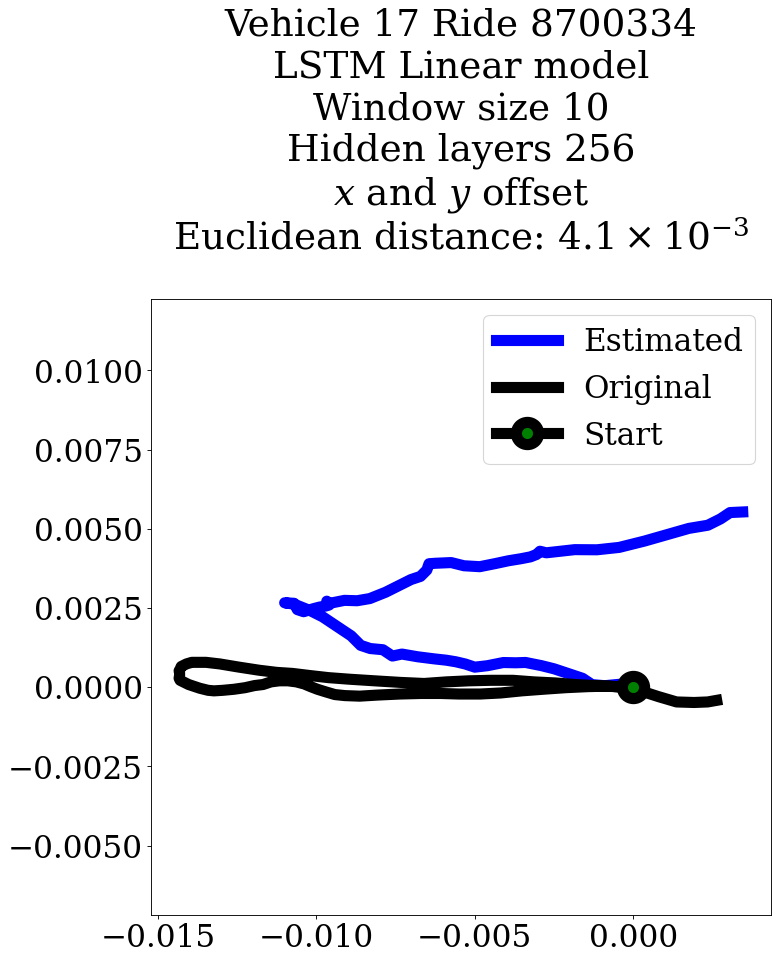 Vehicle 17 Ride 8700334
LSTM Linear model
Window size 10
Hidden layers 256
x and y offset
Euclidean distance: 4.1 × 10⁻³
Estimated
Original
Start
0.0100
0.0075
0.0050
0.0025
0.0000
−0.0025
−0.0050
−0.015 −0.010 −0.005 0.000